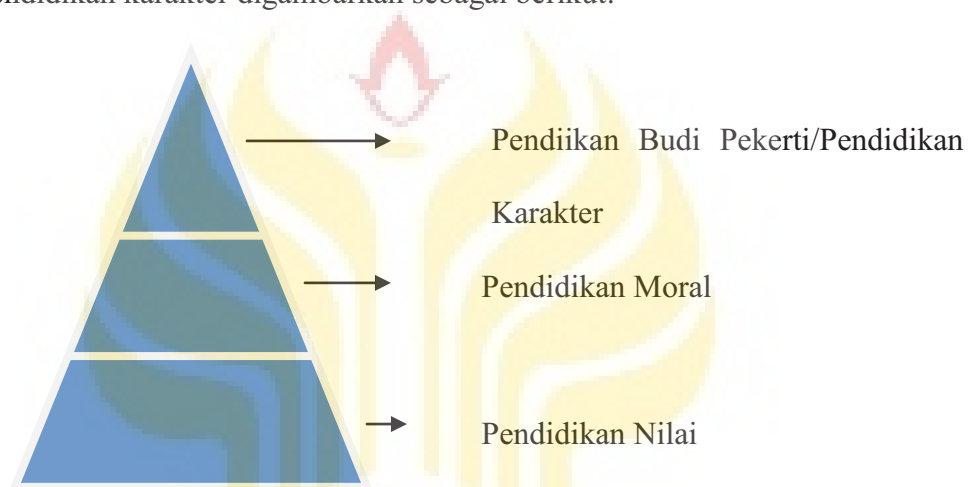 pendidikan karakter digambarkan sebagai berikut:
Pendiikan Budi Pekerti/Pendidikan
Karakter
Pendidikan Moral
Pendidikan Nilai